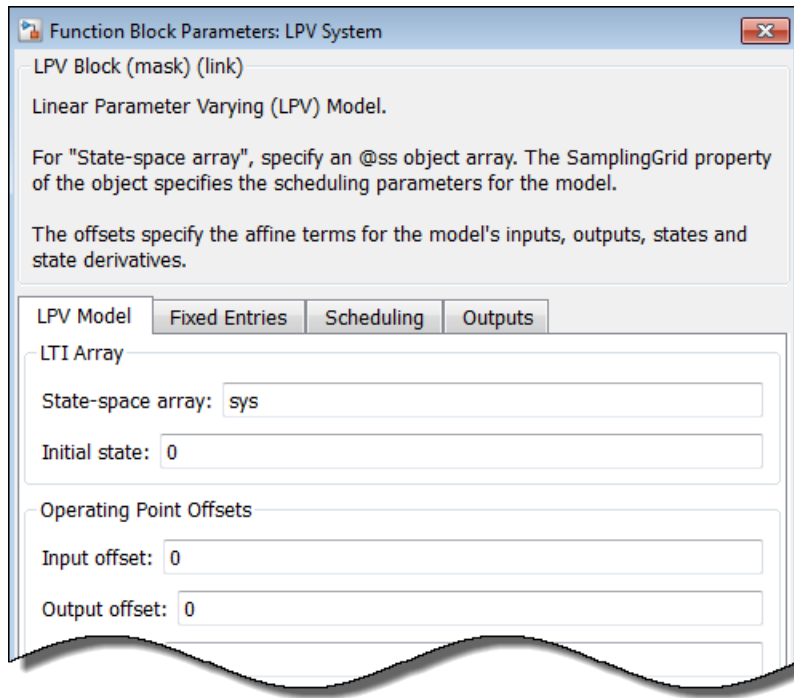 Function Block Parameters: LPV System
LPV Block (mask) (link)
Linear Parameter Varying (LPV) Model.
For "State-space array", specify an @ss object array. The SamplingGrid property
of the object specifies the scheduling parameters for the model.
The offsets specify the affine terms for the model's inputs, outputs, states and
state derivatives.
LPV Model Fixed Entries Scheduling Outputs
LTI Array
State-space array: sys
Initial state: 0
Operating Point Offsets
Input offset: 0
Output offset: 0